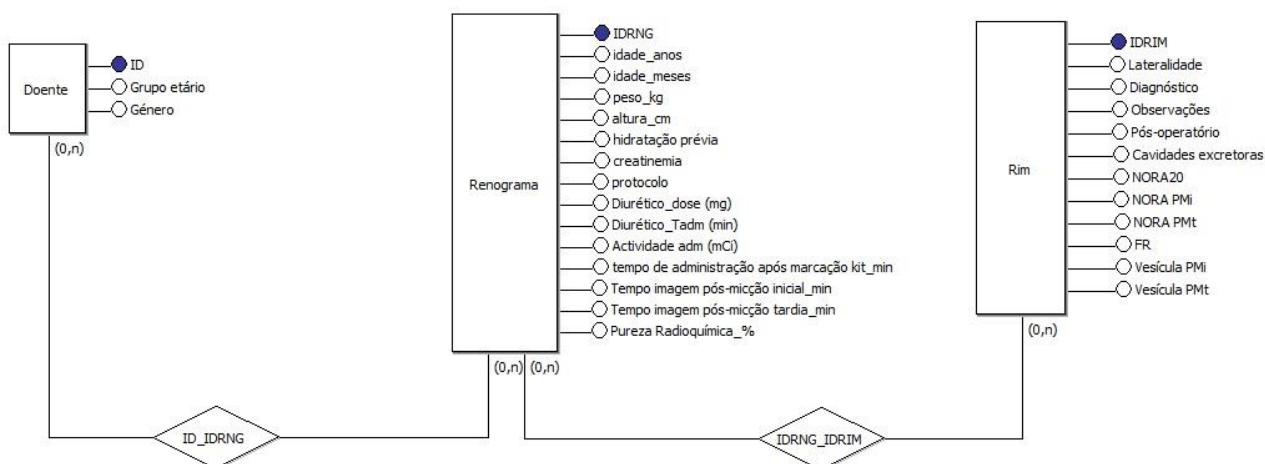 Doente
ID
Grupo etário
Género
(0,n)
Renograma
IDRNG
idade_anos
idade_meses
peso_kg
altura_cm
hidratação prévia
creatinemia
protocolo
Diurético_dose (mg)
Diurético_Tadm (min)
Actividade adm (mCi)
tempo de administração após marcação kit_min
Tempo imagem pós-micção inicial_min
Tempo imagem pós-micção tardia_min
Pureza Radioquímica_%
(0,n) (0,n)
Rim
IDRIM
Lateralidade
Diagnóstico
Observações
Pós-operatório
Cavidades excretoras
NORA20
NORA PMi
NORA PMt
FR
Vesícula PMi
Vesícula PMt
(0,n)
ID_IDRNG
IDRNG_IDRIM